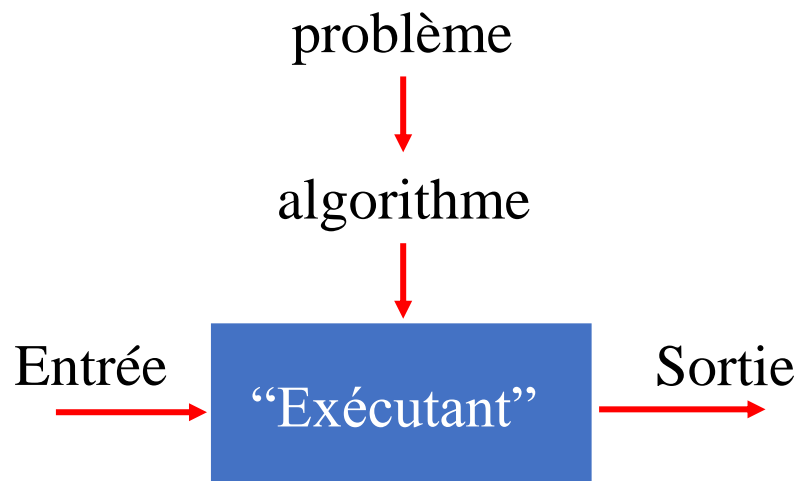 problème
algorithme
Entrée
“Exécutant”
Sortie